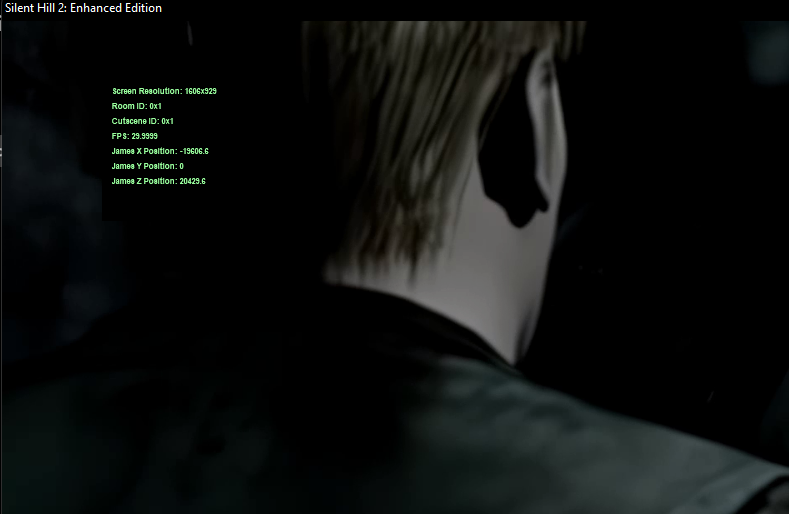 Silent Hill 2: Enhanced Edition
Screen Resolution: 1606x929
Room ID: 0x1
Cutscene ID: 0x1
FPS: 29.9999
James X Position: -19606.6
James Y Position: 0
James Z Position: 20429.6